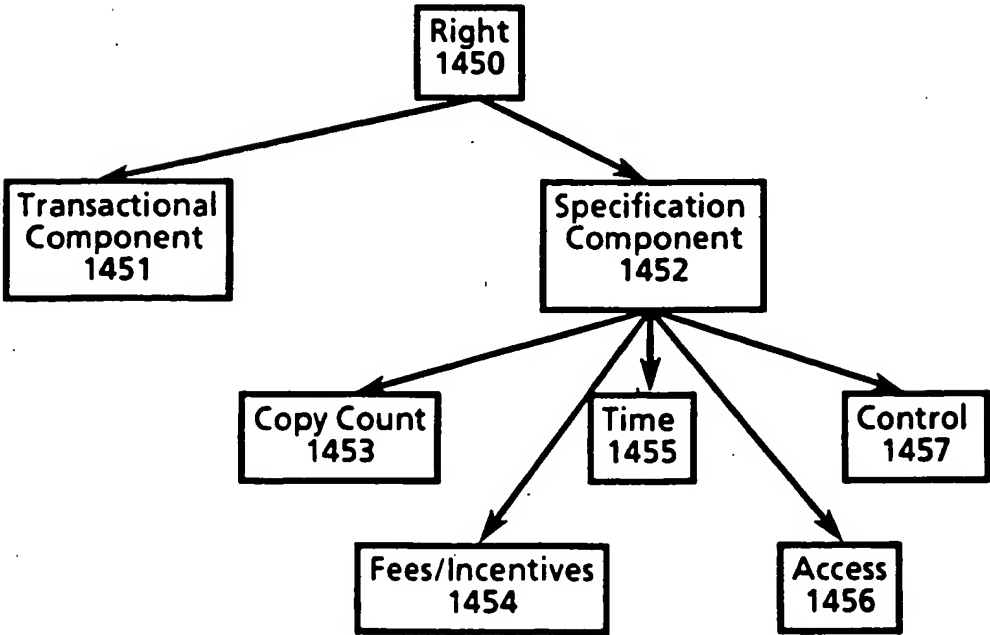 Right
1450
Transactional
Component
1451
Specification
Component
1452
Copy Count
1453
Time
1455
Control
1457
Fees/Incentives
1454
Access
1456